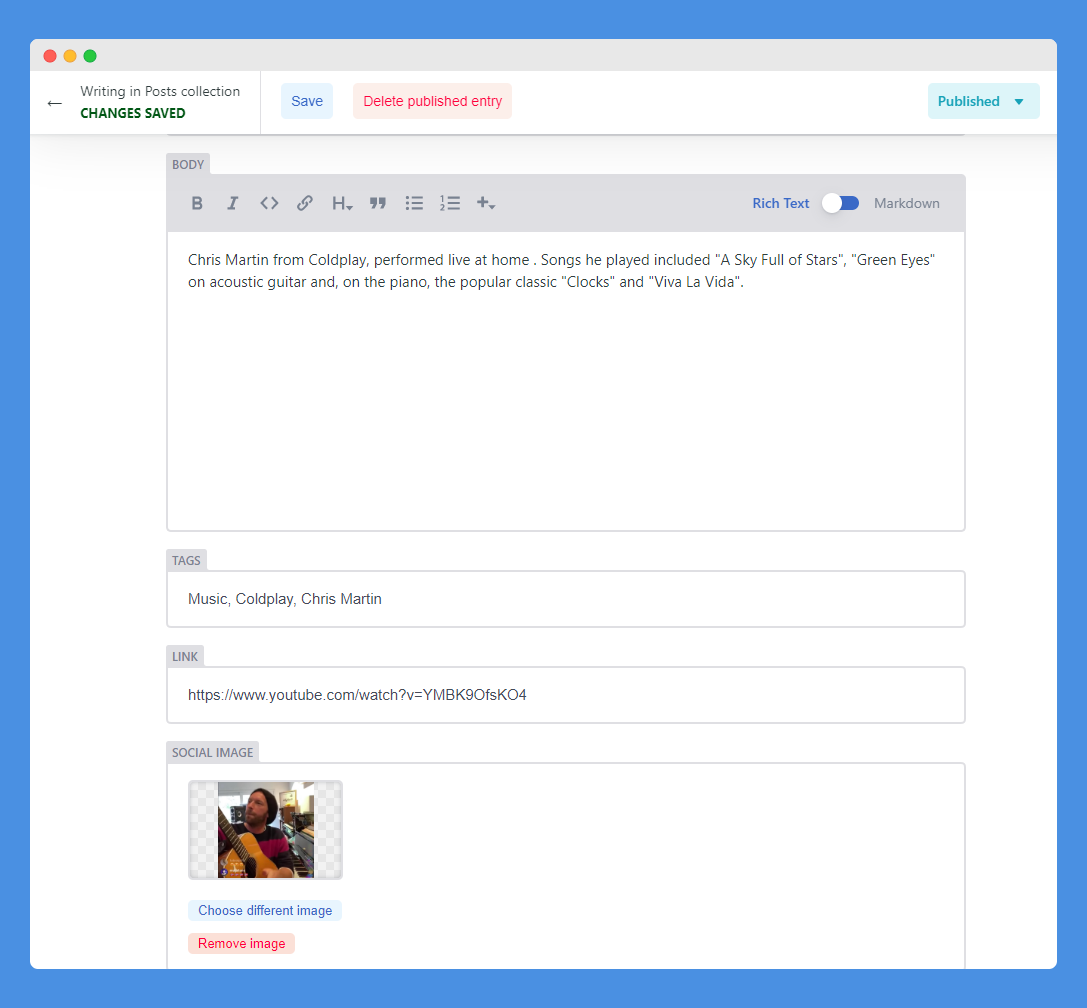 ←
Writing in Posts collection
CHANGES SAVED
Save
Delete published entry
Published
BODY
B I <> H Rich Text Markdown
Chris Martin from Coldplay, performed live at home . Songs he played included "A Sky Full of Stars", "Green Eyes"
on acoustic guitar and, on the piano, the popular classic "Clocks" and "Viva La Vida".
TAGS
Music, Coldplay, Chris Martin
LINK
https://www.youtube.com/watch?v=YMBK9OfsKO4
SOCIAL IMAGE
Choose different image
Remove image